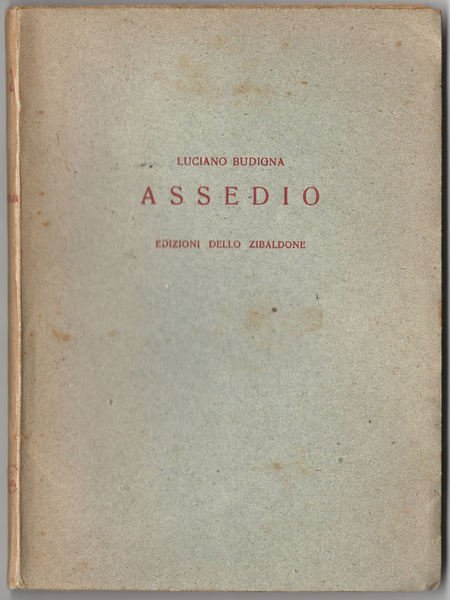 LUCIANO BUDIGNA
ASSEDIO
EDIZIONI DELLO ZIBALDONE